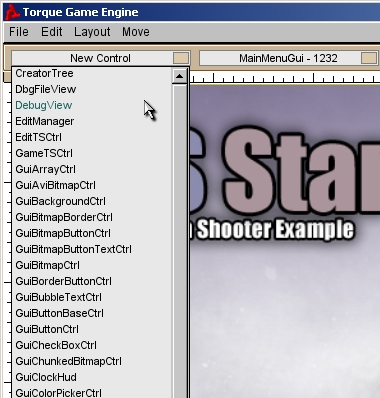 Torque Game Engine
File Edit Layout Move
New Control MainMenuGui - 1232
CreatorTree
DbgFileView
DebugView
EditManager
EditTSCtrl
GameTSCtrl
GuiArrayCtrl
GuiAviBitmapCtrl
GuiBackgroundCtrl
GuiBitmapBorderCtrl
GuiBitmapButtonCtrl
GuiBitmapButtonTextCtrl
GuiBitmapCtrl
GuiBorderButtonCtrl
GuiBubbleTextCtrl
GuiButtonBaseCtrl
GuiButtonCtrl
GuiCheckBoxCtrl
GuiChunkedBitmapCtrl
GuiClockHud
GuiColorPickerCtrl
S Star
n Shooter Example